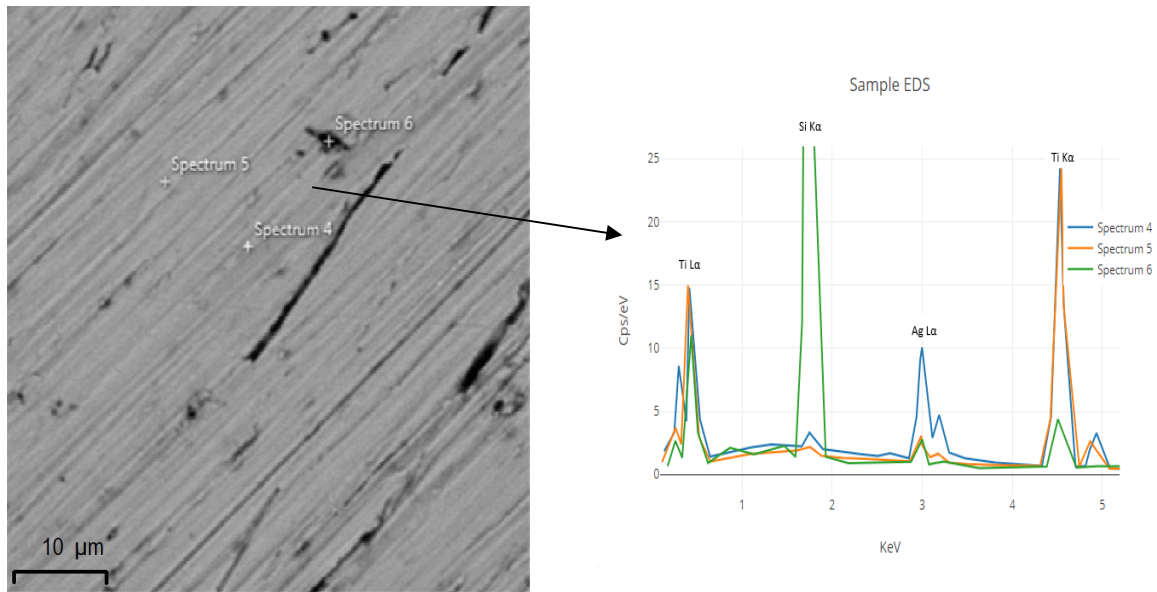 Spectrum 6
Spectrum 5
Spectrum 4
10 µm
Sample EDS
Si Kα
Ti Kα
Ti Lα
Ag Lα
25
20
15
10
5
0
Cps/eV
1 2 3 4 5
KeV
Spectrum 4
Spectrum 5
Spectrum 6